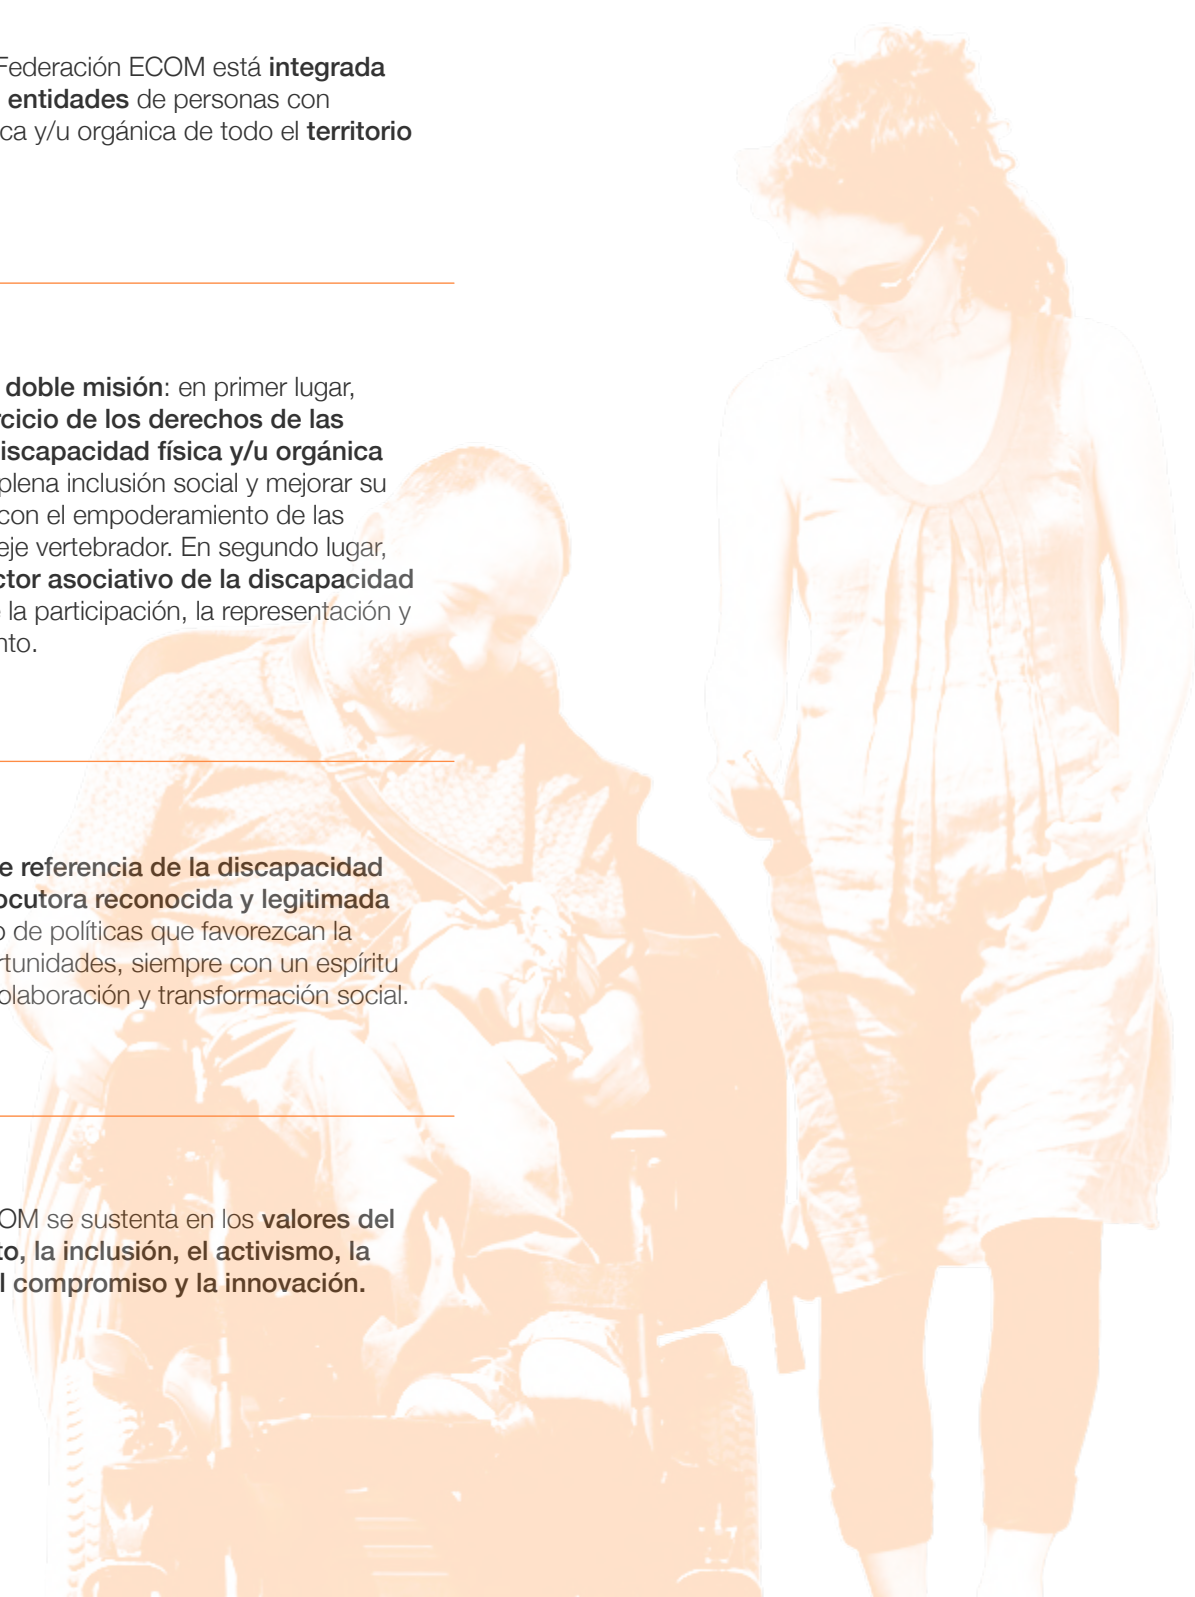 Federación ECOM está integrada
entidades de personas con
ca y/u orgánica de todo el territorio
doble misión: en primer lugar,
rcicio de los derechos de las
iscapacidad física y/u orgánica
plena inclusión social y mejorar su
con el empoderamiento de las
eje vertebrador. En segundo lugar,
ctor asociativo de la discapacidad
la participación, la representación y
nto.
e referencia de la discapacidad
ocutora reconocida y legitimada
o de políticas que favorezcan la
rtunidades, siempre con un espíritu
olaboración y transformación social.
OM se sustenta en los valores del
to, la inclusión, el activismo, la
l compromiso y la innovación.